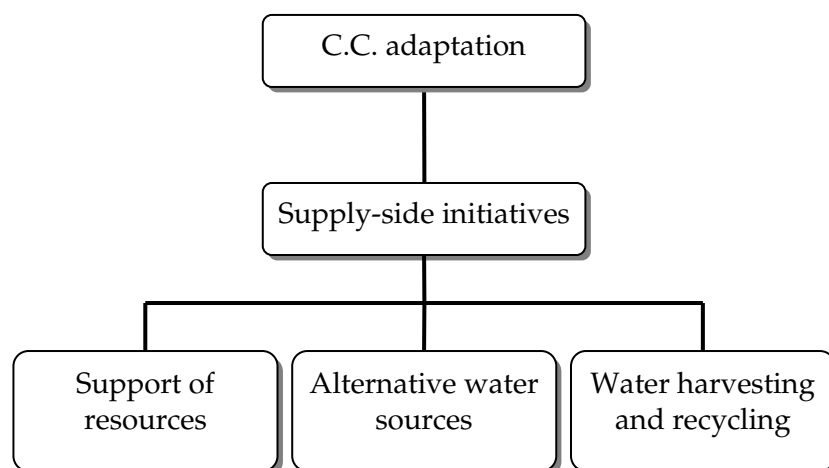 C.C. adaptation
Supply-side initiatives
Support of
resources
Alternative water
sources
Water harvesting
and recycling